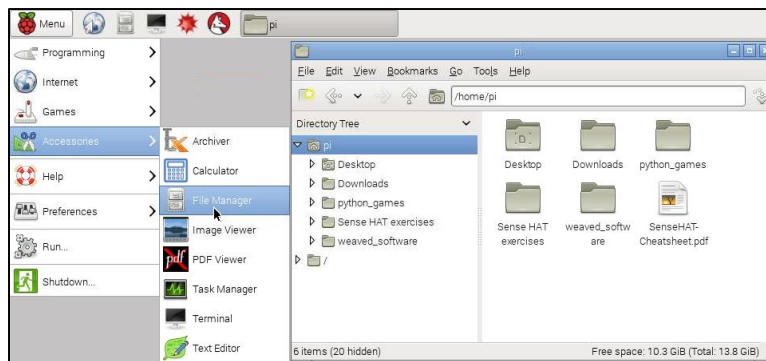 Menu
pi
Programming
Internet
Games
Accessories
Help
Preferences
Run...
Shutdown...
Archiver
Calculator
File Manager
Image Viewer
pdf
PDF Viewer
Task Manager
Terminal
Text Editor
pi
File Edit View Bookmarks Go Tools Help
/home/pi
Directory Tree
pi
Desktop
Downloads
python_games
Sense HAT exercises
weaved_software
/
Desktop
Downloads
python_games
Sense HAT
exercises
weaved_softw
are
SenseHAT-
Cheatsheet.pdf
6 items (20 hidden)
Free space: 10.3 GiB (Total: 13.8 GiB)